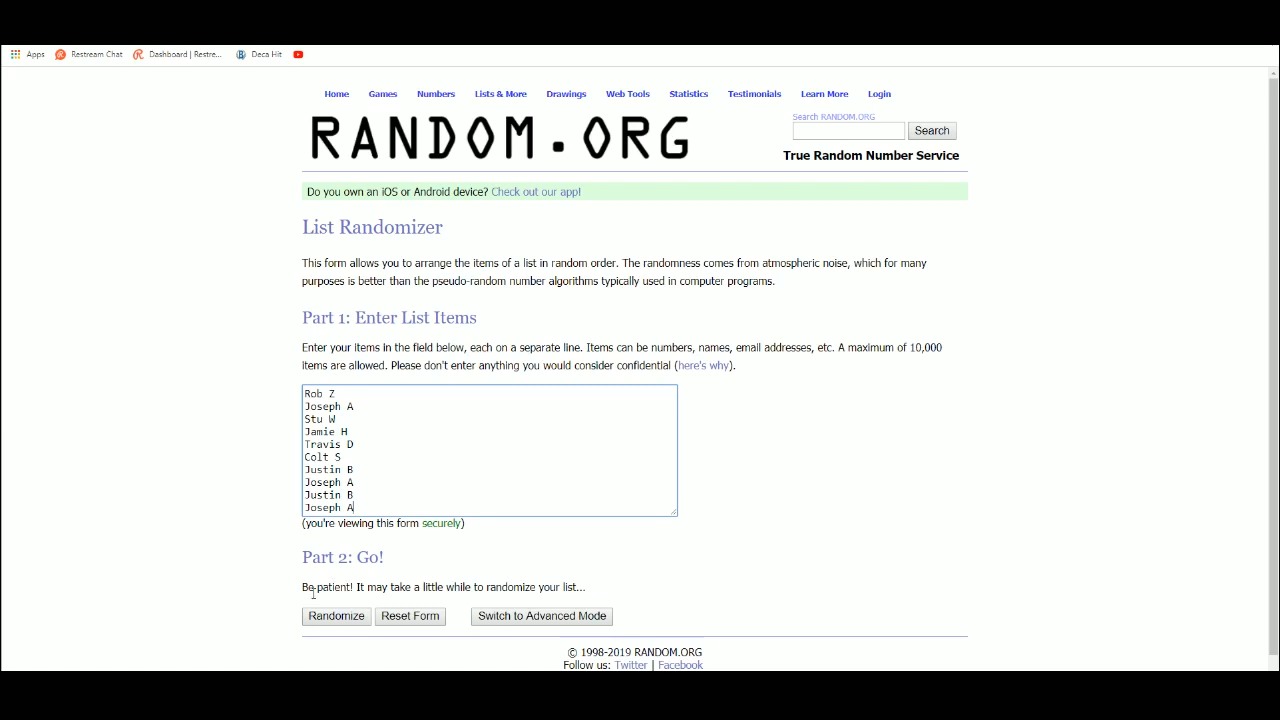 Apps Restream Chat Dashboard | Restre... Deca Hit
Home Games Numbers Lists & More Drawings Web Tools Statistics Testimonials Learn More Login
RANDOM.ORG
Search RANDOM.ORG
Search
True Random Number Service
Do you own an iOS or Android device? Check out our app!
List Randomizer
This form allows you to arrange the items of a list in random order. The randomness comes from atmospheric noise, which for many
purposes is better than the pseudo-random number algorithms typically used in computer programs.
Part 1: Enter List Items
Enter your items in the field below, each on a separate line. Items can be numbers, names, email addresses, etc. A maximum of 10,000
items are allowed. Please don't enter anything you would consider confidential (here's why).
Rob Z
Joseph A
Stu W
Jamie H
Travis D
Colt S
Justin B
Joseph A
Justin B
Joseph A
(you're viewing this form securely)
Part 2: Go!
Be patient! It may take a little while to randomize your list...
Randomize Reset Form Switch to Advanced Mode
© 1998-2019 RANDOM.ORG
Follow us: Twitter | Facebook